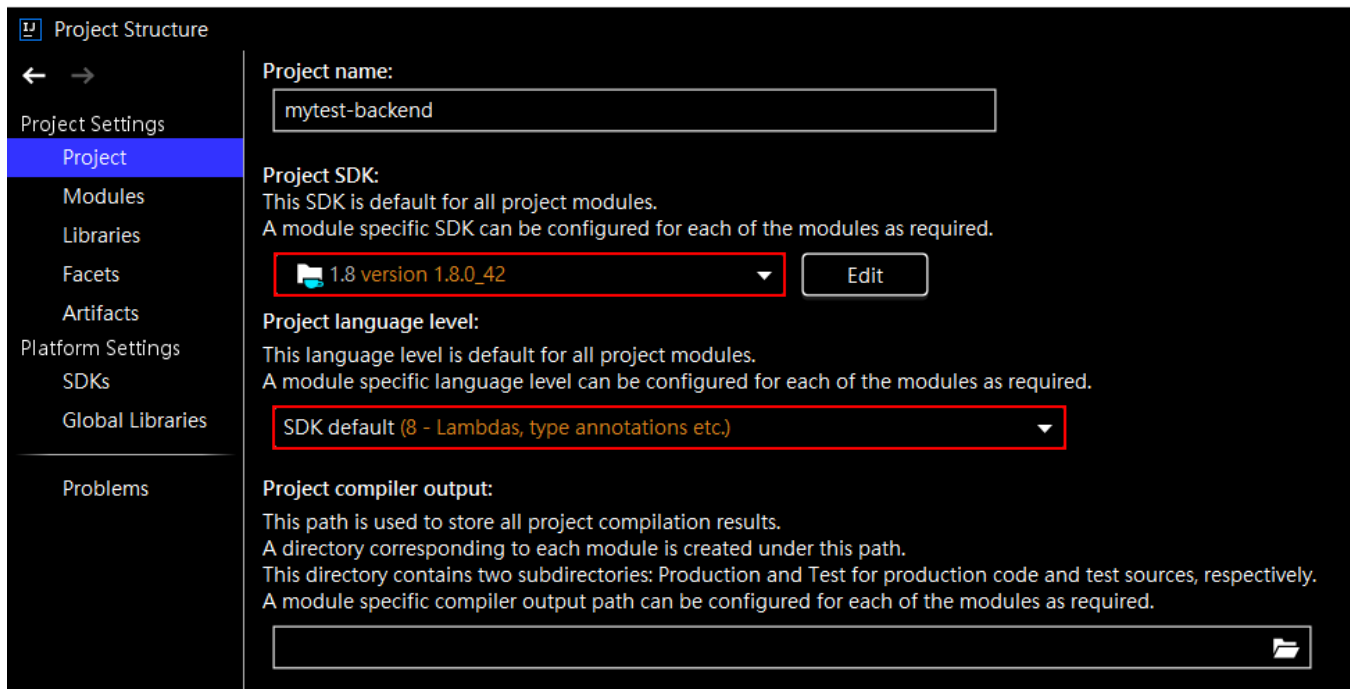 IJ Project Structure
Project Settings
Project
Modules
Libraries
Facets
Artifacts
Platform Settings
SDKs
Global Libraries
Problems
Project name:
mytest-backend
Project SDK:
This SDK is default for all project modules.
A module specific SDK can be configured for each of the modules as required.
1.8 version 1.8.0_42
Edit
Project language level:
This language level is default for all project modules.
A module specific language level can be configured for each of the modules as required.
SDK default (8 - Lambdas, type annotations etc.)
Project compiler output:
This path is used to store all project compilation results.
A directory corresponding to each module is created under this path.
This directory contains two subdirectories: Production and Test for production code and test sources, respectively.
A module specific compiler output path can be configured for each of the modules as required.